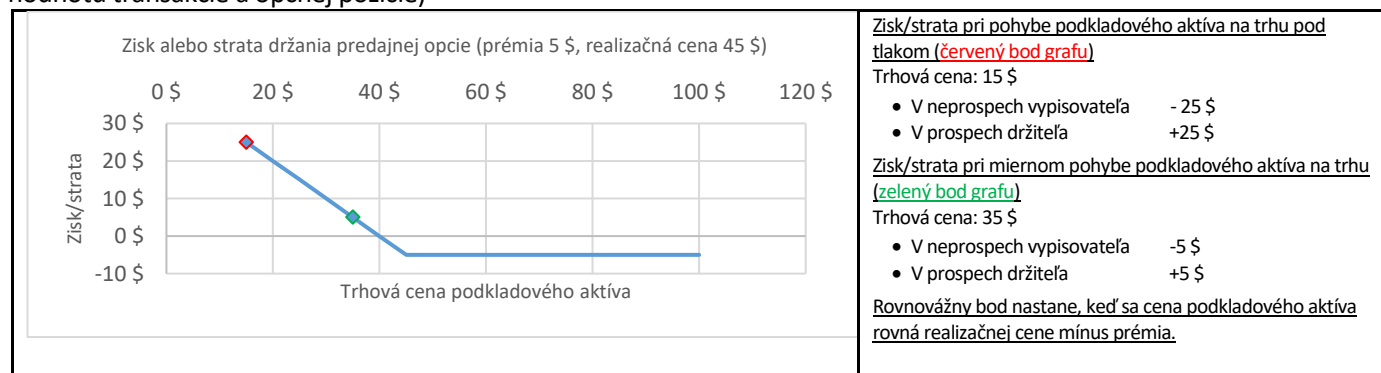 hodnota transakcie a opčnej pozície)
Zisk alebo strata držania predajnej opcie (prémia 5 $, realizačná cena 45 $)
0 $ 20 $ 40 $ 60 $ 80 $ 100 $ 120 $
30 $
20 $
10 $
0 $
-10 $
Zisk/strata
Trhová cena podkladového aktíva
Zisk/strata pri pohybe podkladového aktíva na trhu pod
tlakom (červený bod grafu)
Trhová cena: 15 $
• V neprospech vypisovateľa - 25 $
• V prospech držiteľa +25 $
Zisk/strata pri miernom pohybe podkladového aktíva na trhu
(zelený bod grafu)
Trhová cena: 35 $
• V neprospech vypisovateľa -5 $
• V prospech držiteľa +5 $
Rovnovážny bod nastane, keď sa cena podkladového aktíva
rovná realizačnej cene mínus prémia.